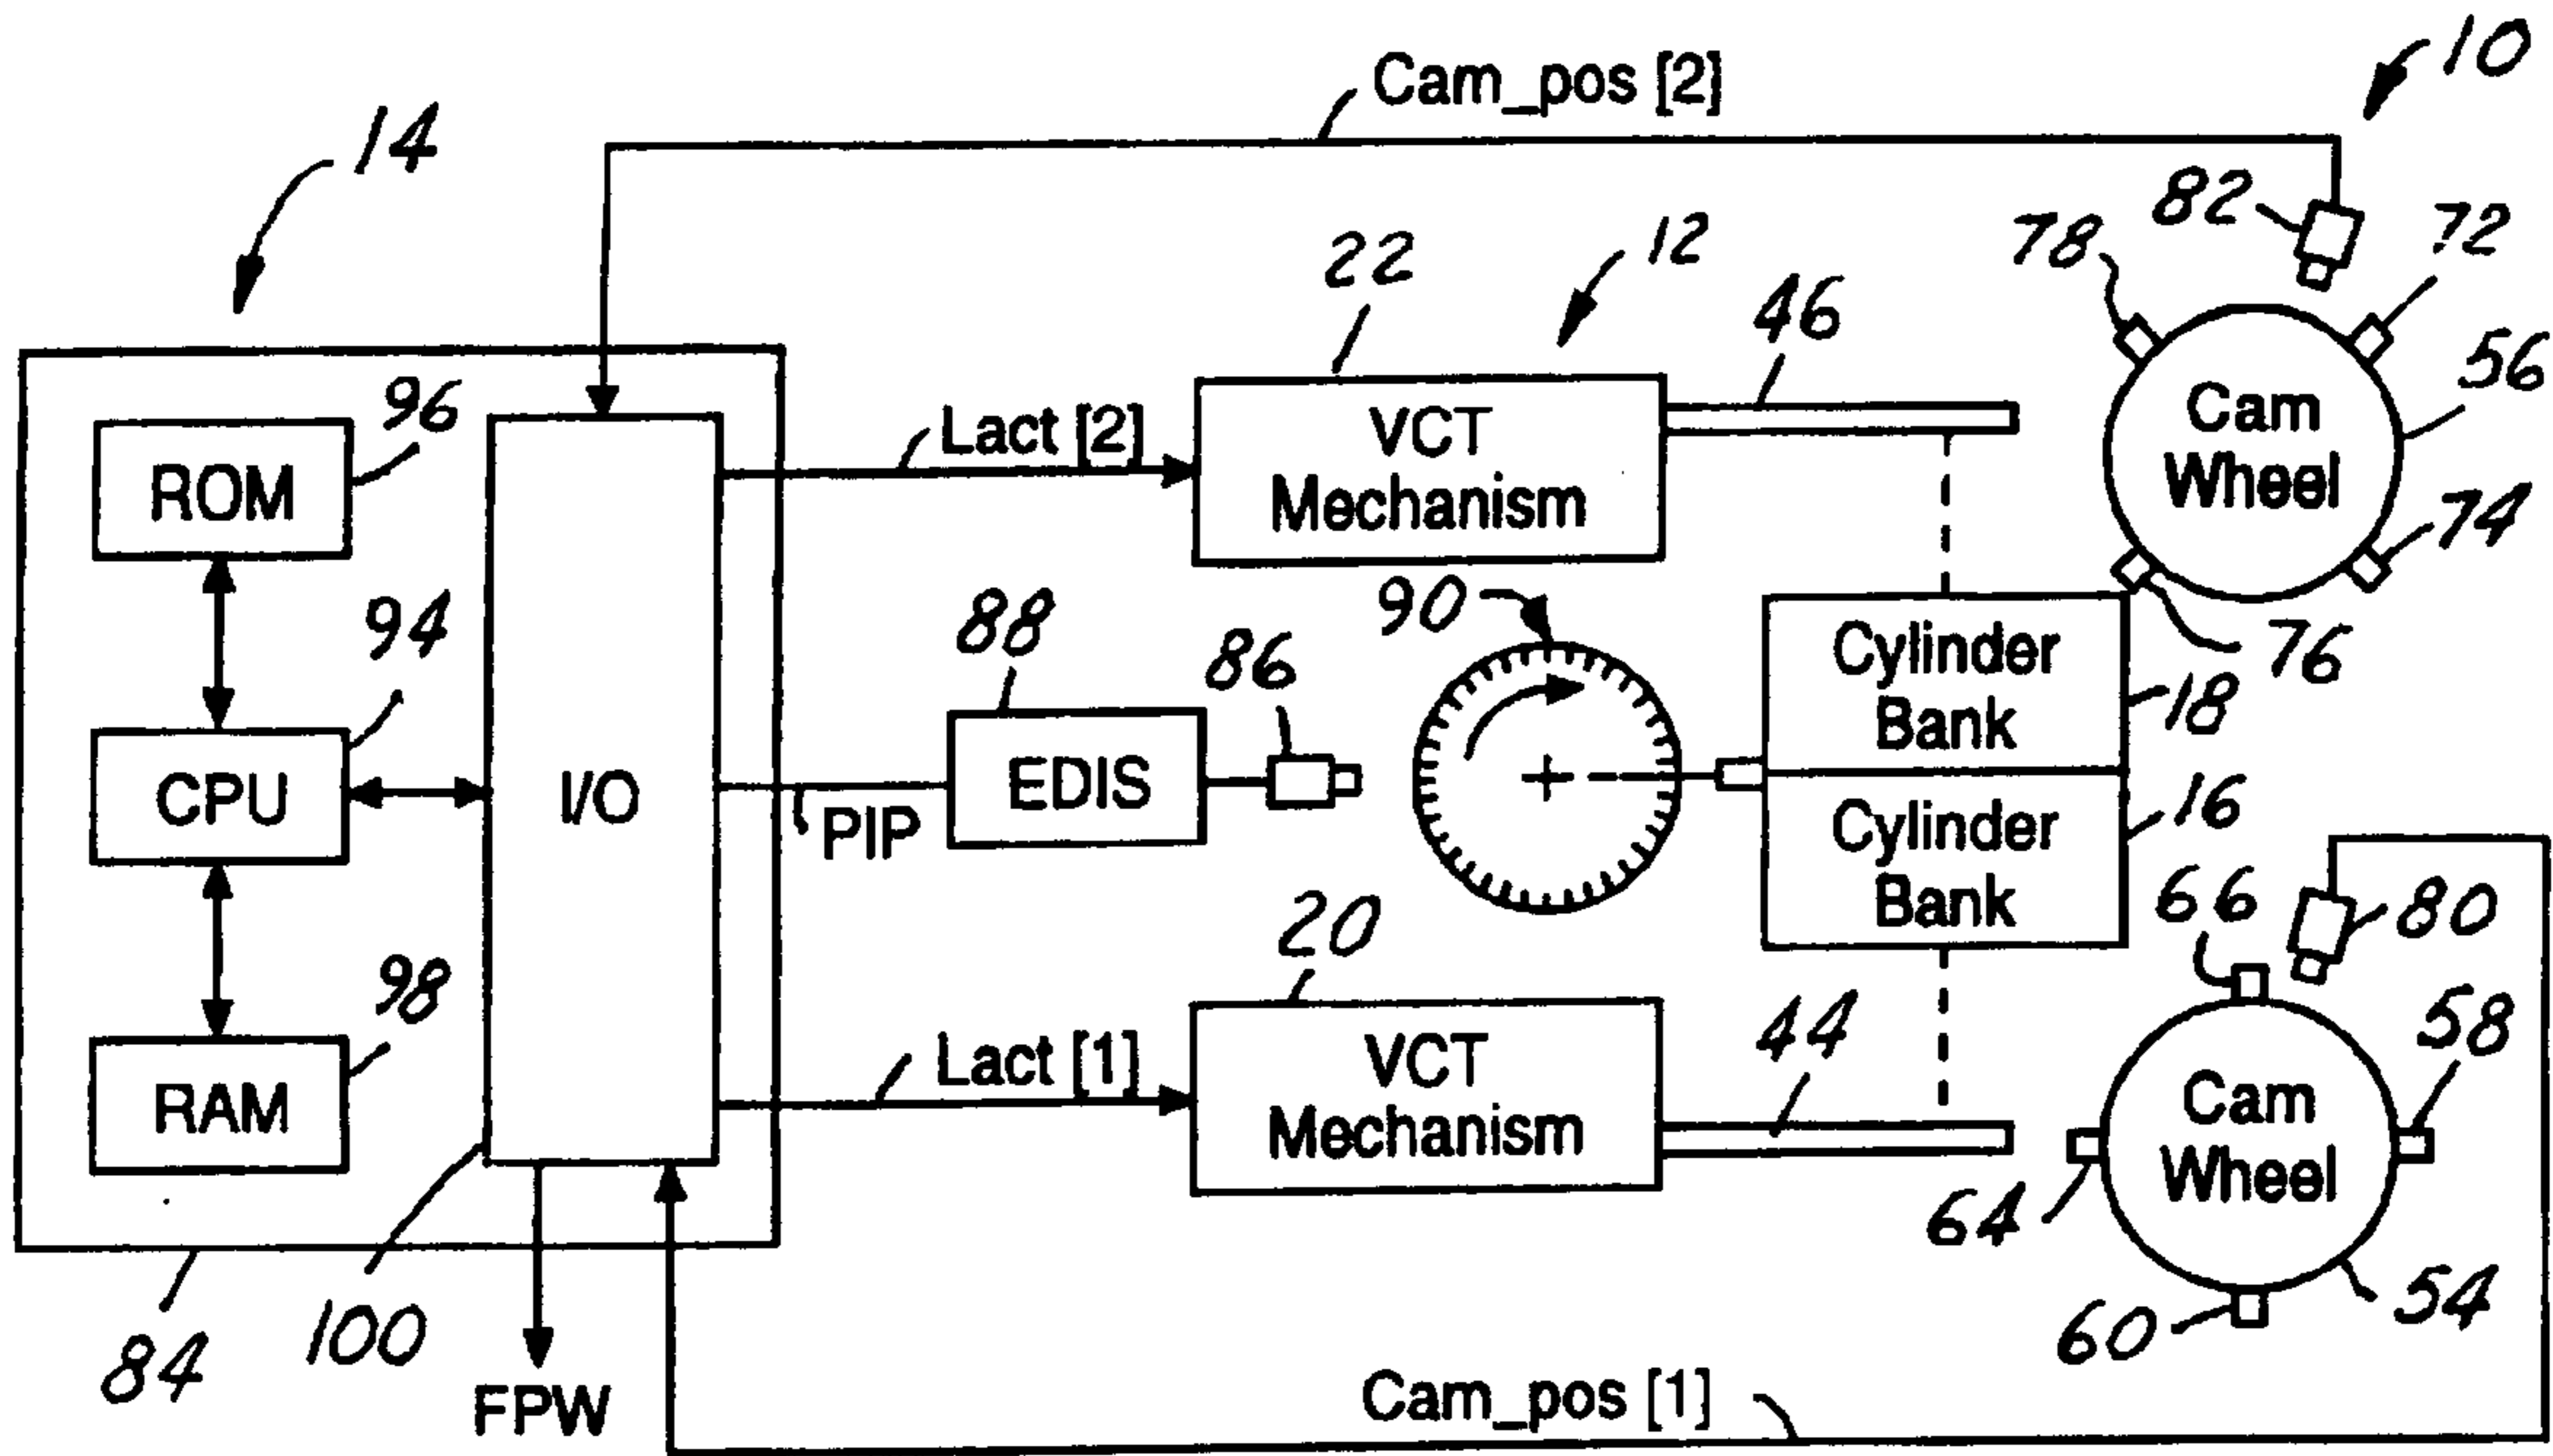 10
Cam_pos [2]
14
82
72
78
12
22
46
56
96
Lact [2]
VCT
Mechanism
Cam
Wheel
ROM
74
90
94
88
86
Cylinder
Bank
76
18
CPU
I/O
PIP
EDIS
Cylinder
Bank
16
66
80
20
98
Lact [1]
VCT
Mechanism
44
58
Cam
Wheel
RAM
64
54
60
84
100
FPW
Cam_pos [1]